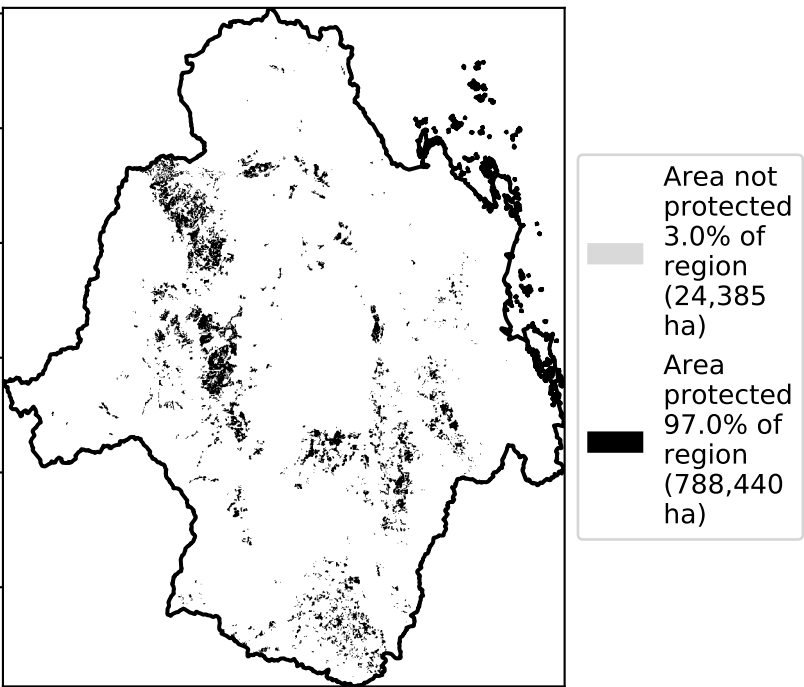 Area not
protected
3.0% of
region
(24,385
ha)
Area
protected
97.0% of
region
(788,440
ha)